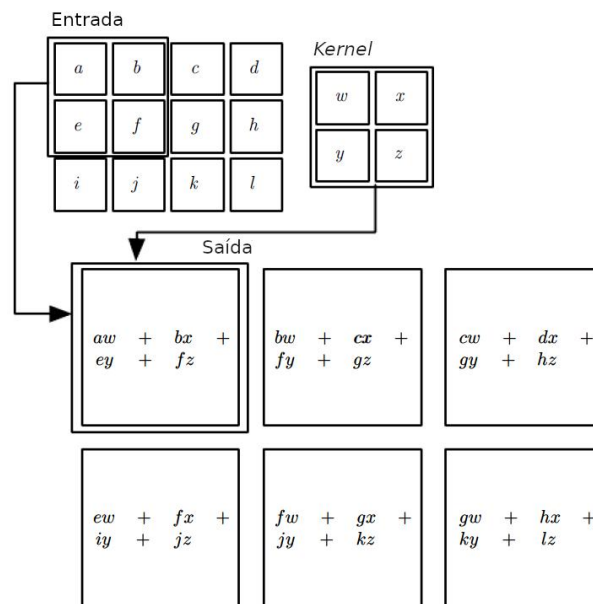 Entrada
Kernel
a b c d
w x
e f g h
y z
i j k l
Saída
aw + bx +
ey + fz
bw + cx +
fy + gz
cw + dx +
gy + hz
ew + fx +
iy + jz
fw + gx +
jy + kz
gw + hx +
ky + lz